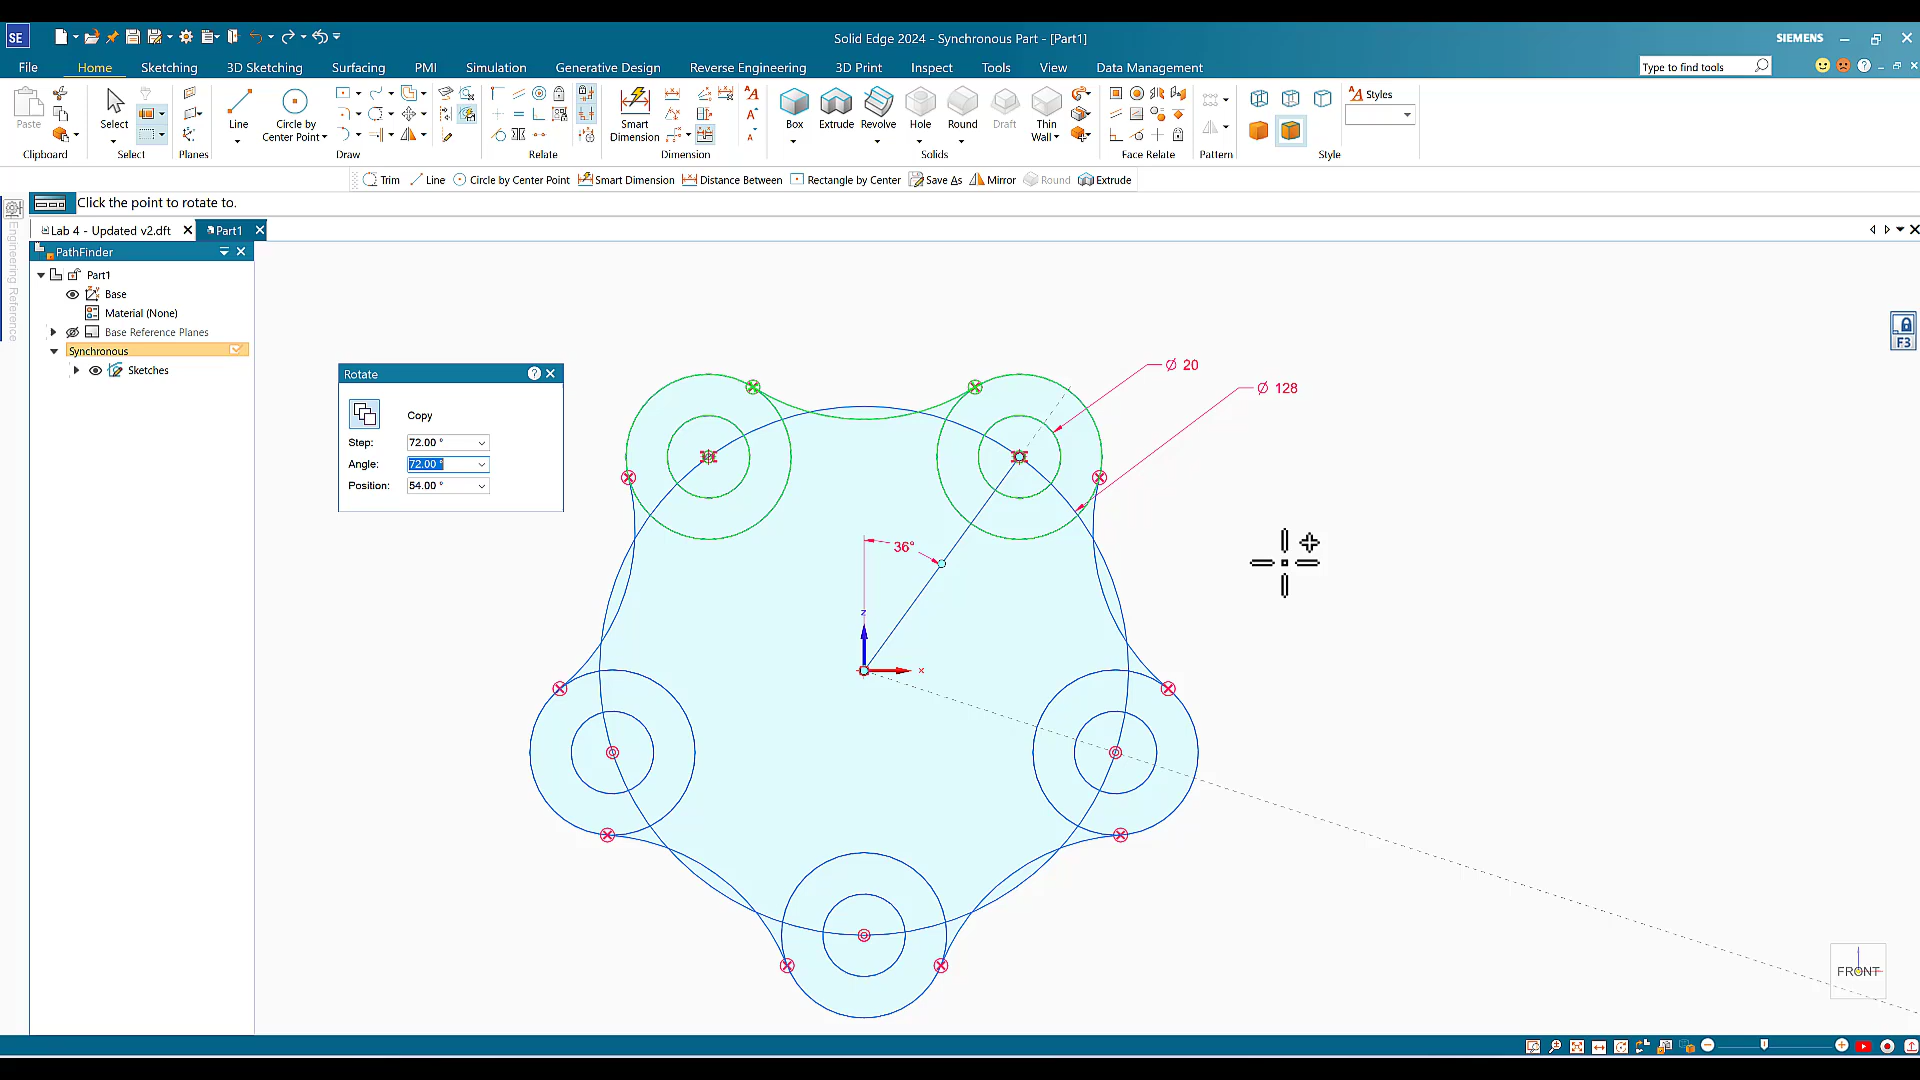 SE
Solid Edge 2024 - Synchronous Part - [Part1]
SIEMENS
File Home Sketching 3D Sketching Surfacing PMI Simulation Generative Design Reverse Engineering 3D Print Inspect Tools View Data Management
Type to find tools
Paste
Clipboard
Select
Select
Planes
Line
Circle by
Center Point
Draw
Relate
Smart
Dimension
Dimension
Box
Extrude
Revolve
Hole
Round
Draft
Thin
Wall
Solids
Face Relate
Pattern
Styles
Style
Trim Line Circle by Center Point Smart Dimension Distance Between Rectangle by Center Save As Mirror Round Extrude
Click the point to rotate to.
Lab 4 - Updated v2.dft
Part1
Engineering Reference
PathFinder
Part1
Base
Material (None)
Base Reference Planes
Synchronous
Sketches
Rotate
Copy
Step: 72.00 °
Angle: 72.00 °
Position: 54.00 °
Ø 20
Ø 128
36°
z
x
F3
FRONT